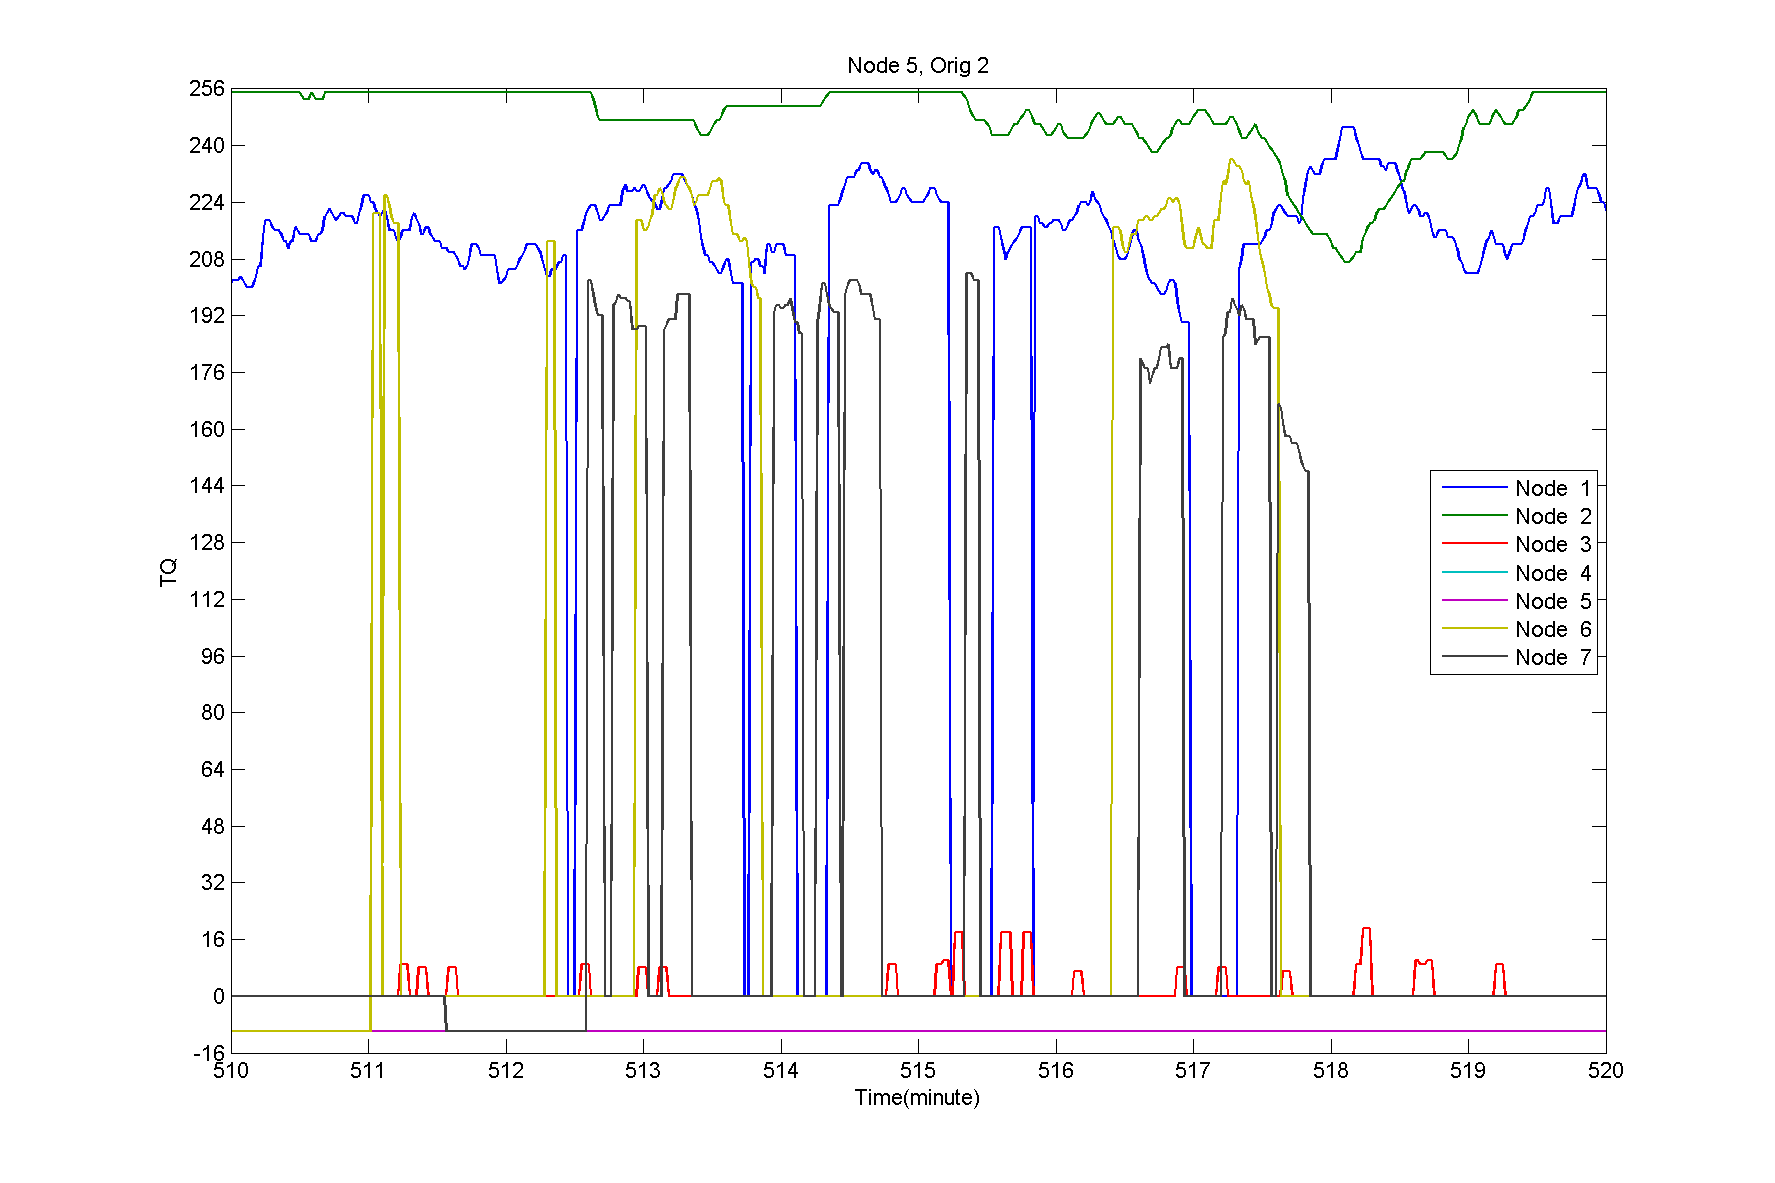 Node 5, Orig 2
256
240
224
208
192
176
160
144
128
112
96
80
64
48
32
16
0
-16
TQ
Node 1
Node 2
Node 3
Node 4
Node 5
Node 6
Node 7
510 511 512 513 514 515 516 517 518 519 520
Time(minute)